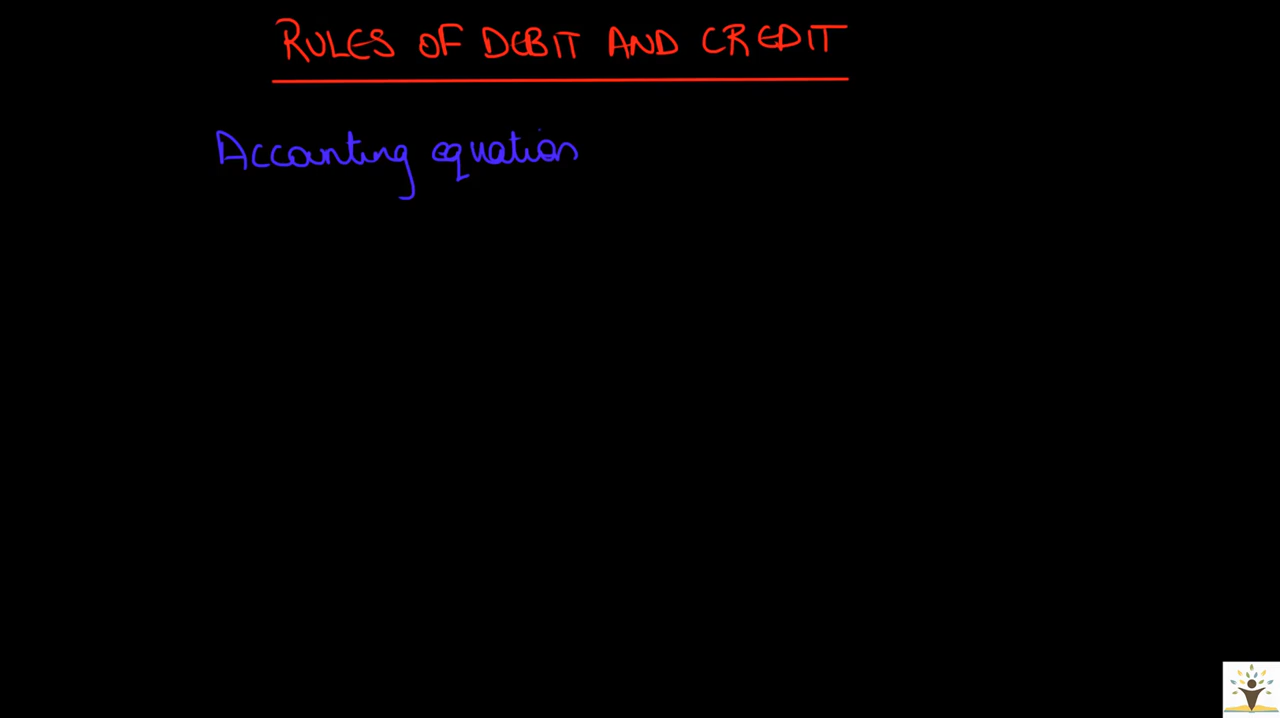 RULES OF DEBIT AND CREDIT
Accounting equation